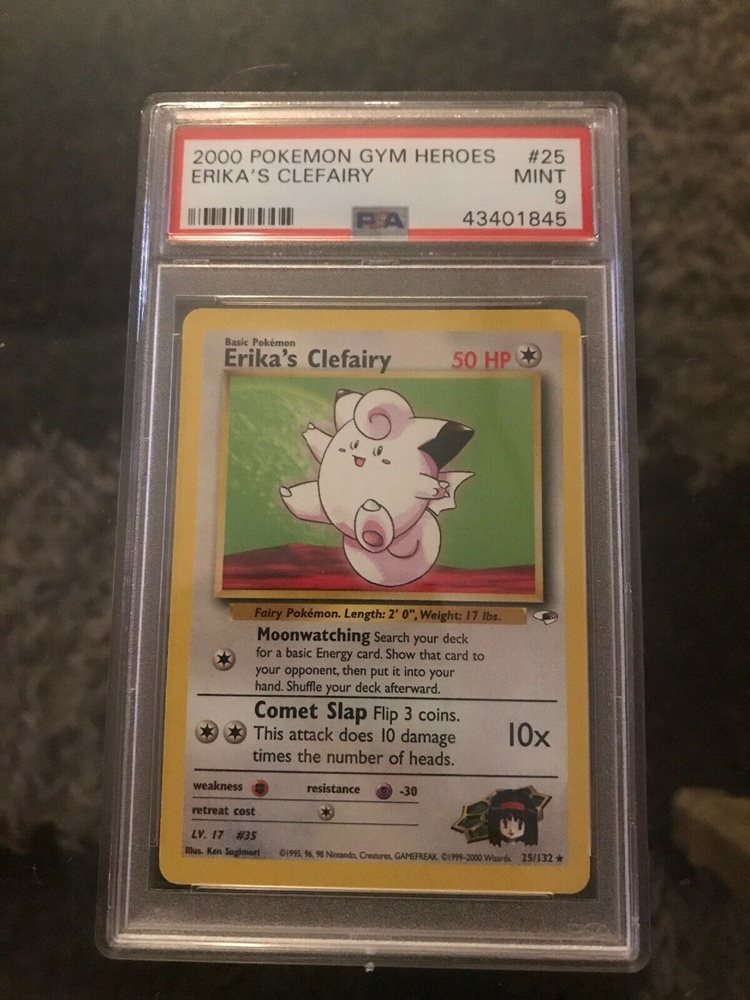 2000 POKEMON GYM HEROES #25
ERIKA'S CLEFAIRY MINT
9
PSA 43401845
Basic Pokémon
Erika's Clefairy 50 HP
Fairy Pokémon. Length: 2' 0", Weight: 17 lbs.
Moonwatching Search your deck
for a basic Energy card. Show that card to
your opponent, then put it into your
hand. Shuffle your deck afterward.
Comet Slap Flip 3 coins.
This attack does 10 damage
times the number of heads.
10x
weakness resistance -30
retreat cost
LV. 17 #35
Illus. Ken Sugimori ©1995, 96, 98 Nintendo, Creatures, GAMEFREAK. ©1999-2000 Wizards. 25/132 ★